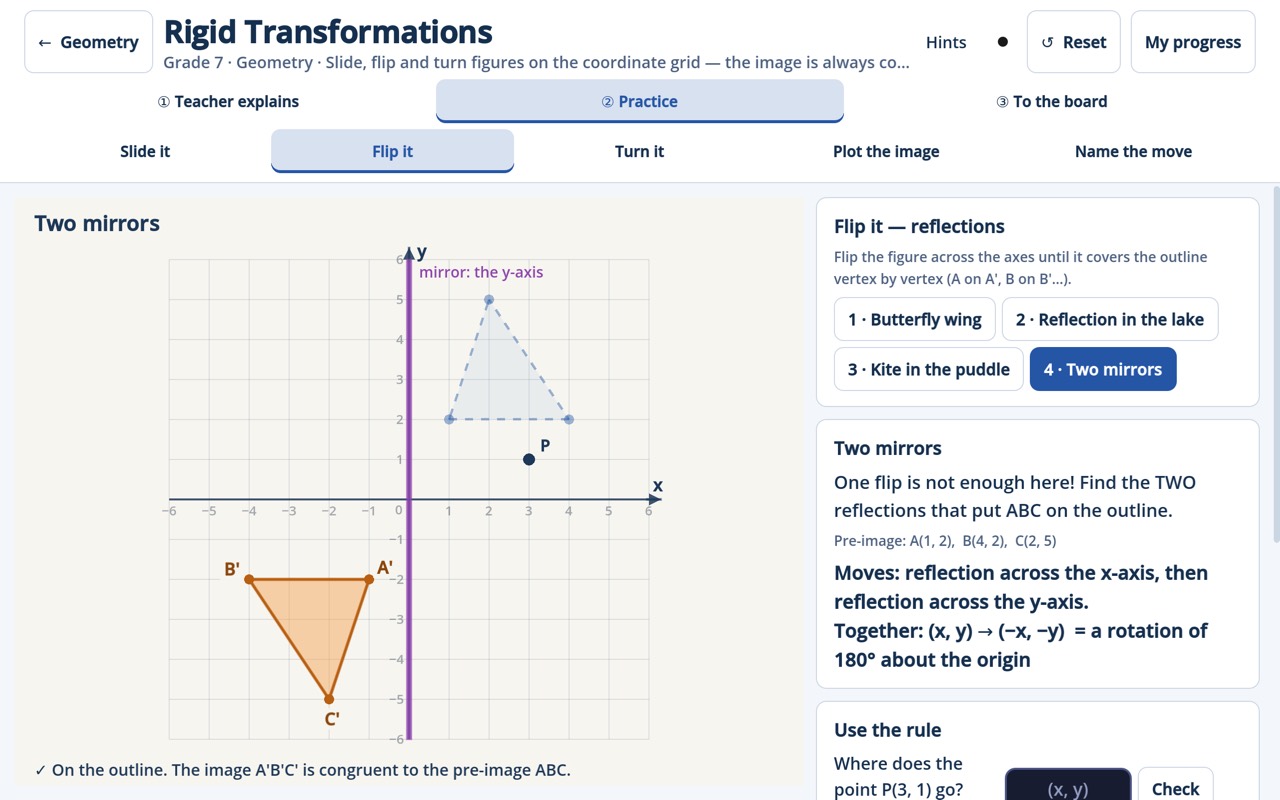 ← Geometry
Rigid Transformations
Grade 7 · Geometry · Slide, flip and turn figures on the coordinate grid — the image is always co...
Hints
↺ Reset
My progress
① Teacher explains
② Practice
③ To the board
Slide it
Flip it
Turn it
Plot the image
Name the move
Two mirrors
y
mirror: the y-axis
6
5
4
3
2
1
P
x
−6 −5 −4 −3 −2 −1 0 1 2 3 4 5 6
−1
B' A' −2
−3
−4
−5
C'
−6
✓ On the outline. The image A'B'C' is congruent to the pre-image ABC.
Flip it — reflections
Flip the figure across the axes until it covers the outline
vertex by vertex (A on A', B on B'...).
1 · Butterfly wing
2 · Reflection in the lake
3 · Kite in the puddle
4 · Two mirrors
Two mirrors
One flip is not enough here! Find the TWO
reflections that put ABC on the outline.
Pre-image: A(1, 2), B(4, 2), C(2, 5)
Moves: reflection across the x-axis, then
reflection across the y-axis.
Together: (x, y) → (−x, −y) = a rotation of
180° about the origin
Use the rule
Where does the
point P(3, 1) go?
(x, y)
Check